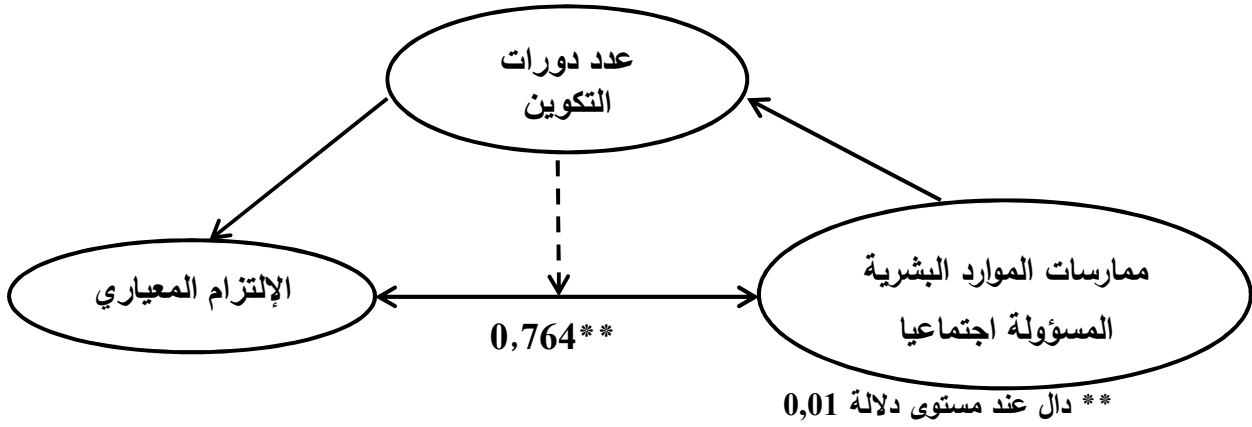 عدد دورات
التكوين
ممارسات الموارد البشرية
المسؤولة اجتماعيا
الإلتزام المعياري
0,764**
** دال عند مستوى دلالة 0,01